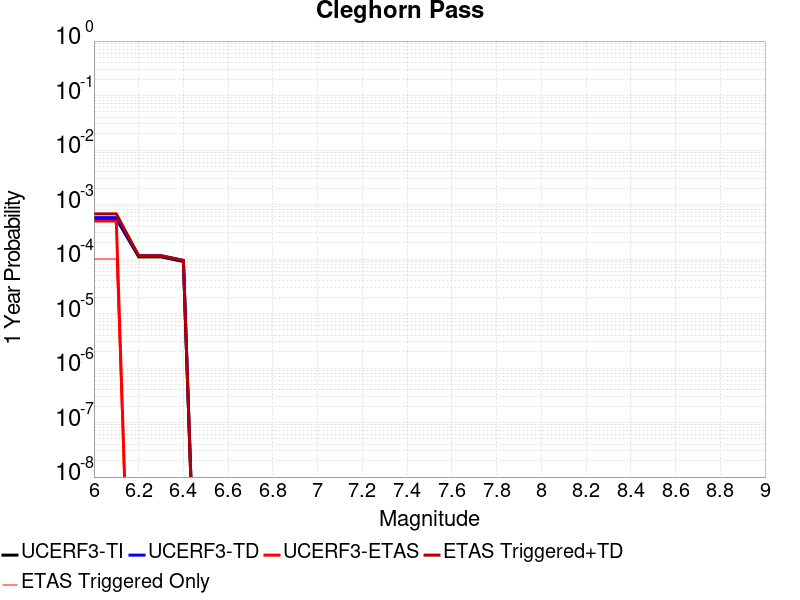 Cleghorn Pass
1 Year Probability
10^0
10^-1
10^-2
10^-3
10^-4
10^-5
10^-6
10^-7
10^-8
6 6.2 6.4 6.6 6.8 7 7.2 7.4 7.6 7.8 8 8.2 8.4 8.6 8.8 9
Magnitude
UCERF3-TI UCERF3-TD UCERF3-ETAS ETAS Triggered+TD
ETAS Triggered Only